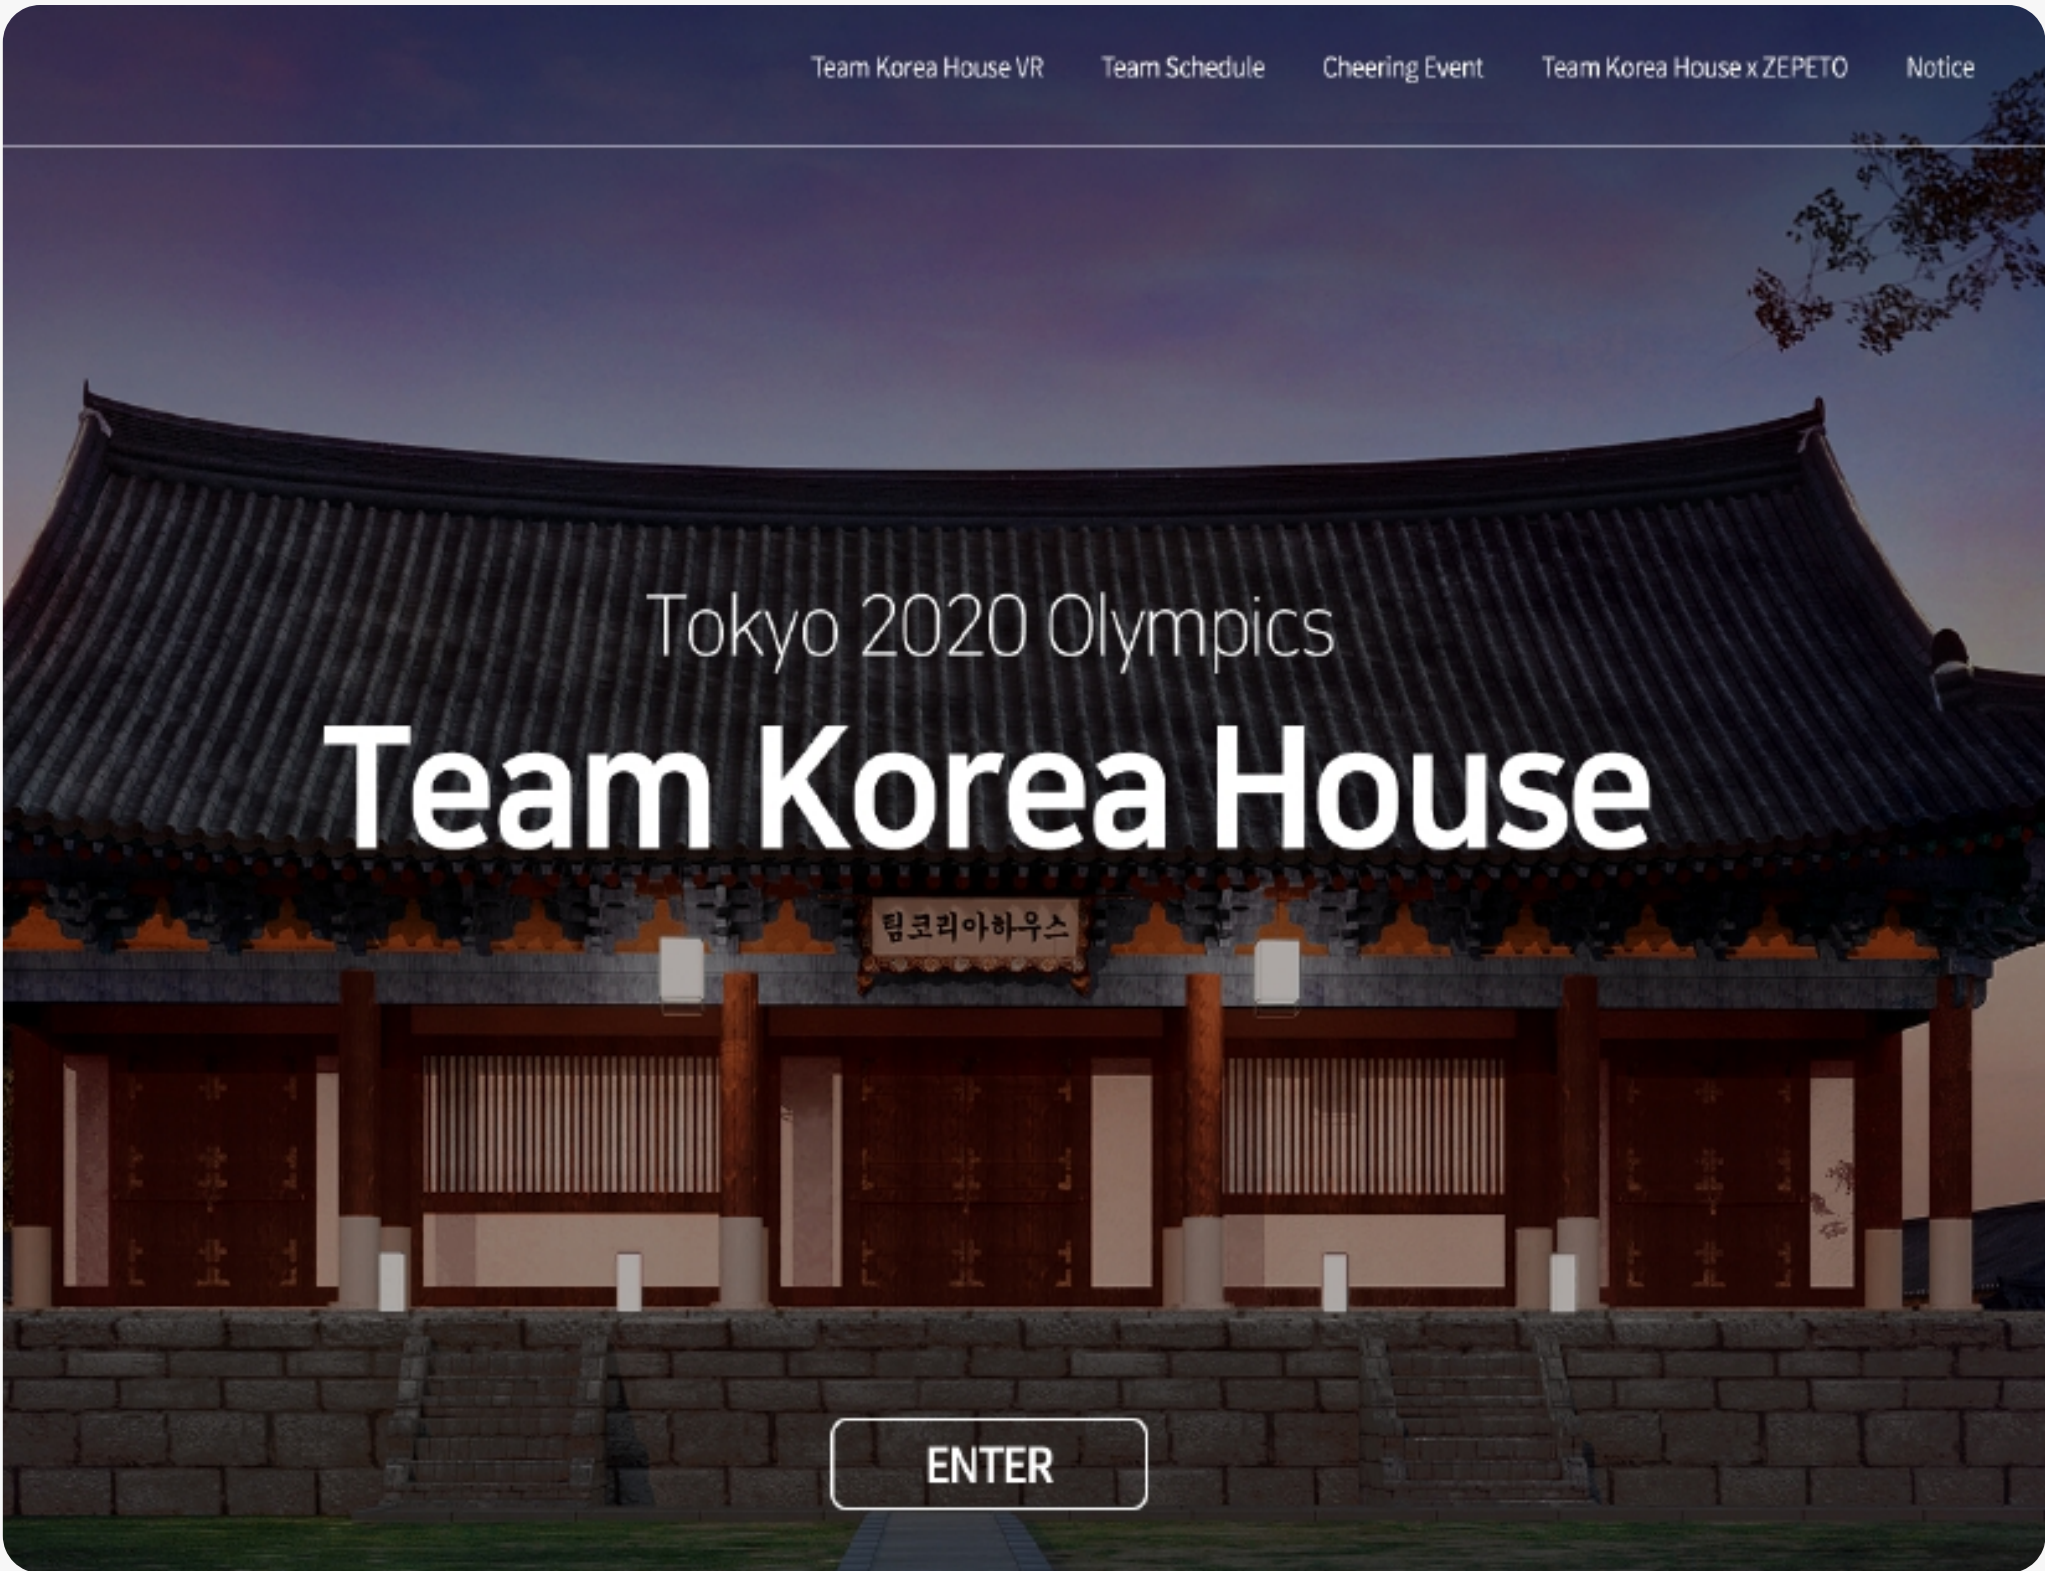 Team Korea House VR Team Schedule Cheering Event Team Korea House x ZEPETO Notice
Tokyo 2020 Olympics
Team Korea House
팀코리아하우스
ENTER